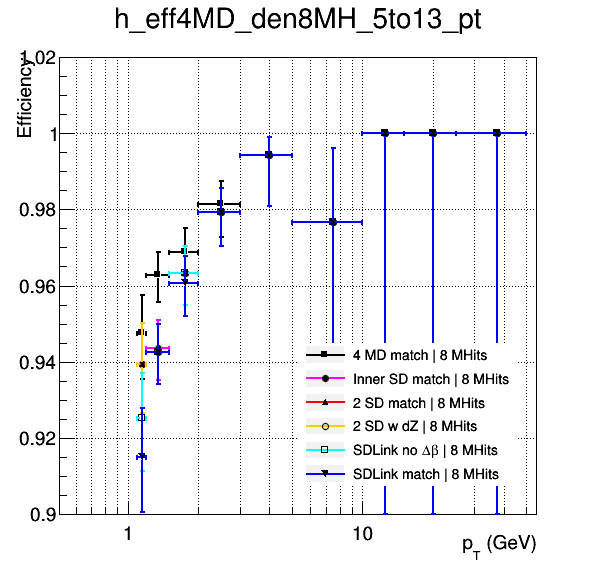 h_eff4MD_den8MH_5to13_pt
Efficiency
1.02
1
0.98
0.96
0.94
0.92
0.9
4 MD match | 8 MHits
Inner SD match | 8 MHits
2 SD match | 8 MHits
2 SD w dZ | 8 MHits
SDLink no Δβ | 8 MHits
SDLink match | 8 MHits
1
10
p_T (GeV)